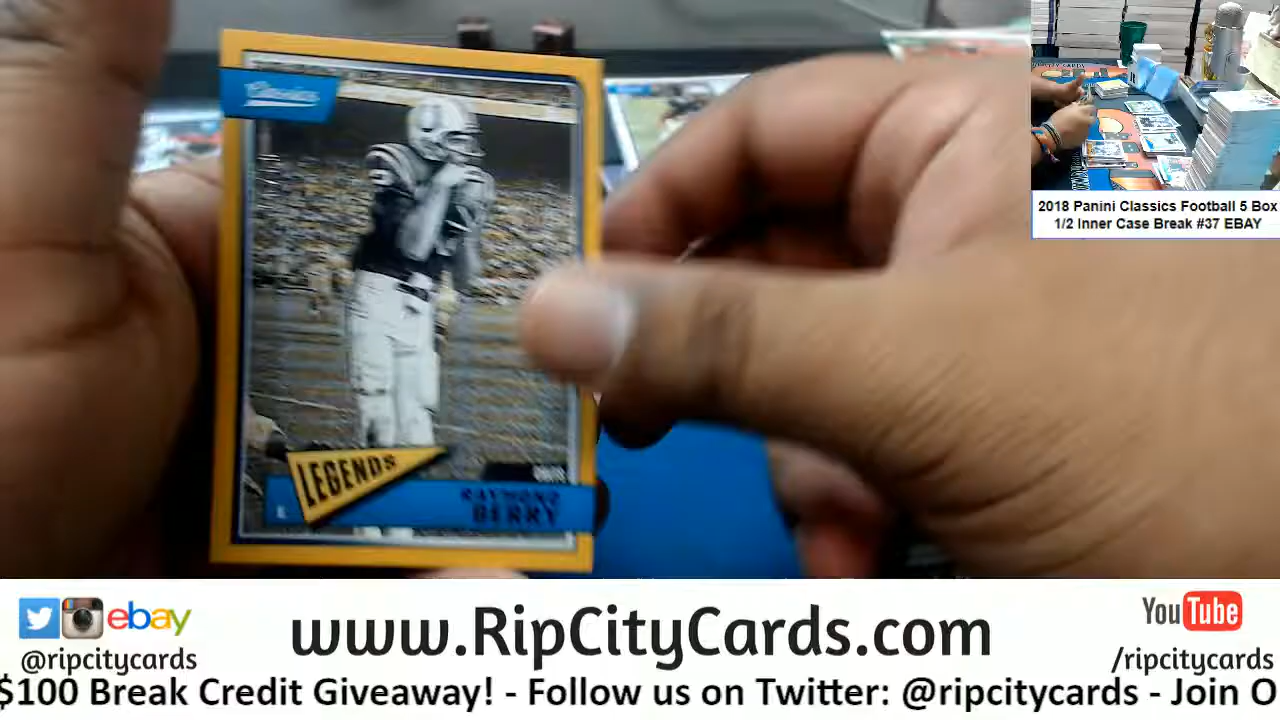 Classics
LEGENDS
RAYMOND
BERRY
2018 Panini Classics Football 5 Box
1/2 Inner Case Break #37 EBAY
ebay
@ripcitycards
www.RipCityCards.com
YouTube
/ripcitycards
$100 Break Credit Giveaway! - Follow us on Twitter: @ripcitycards - Join O